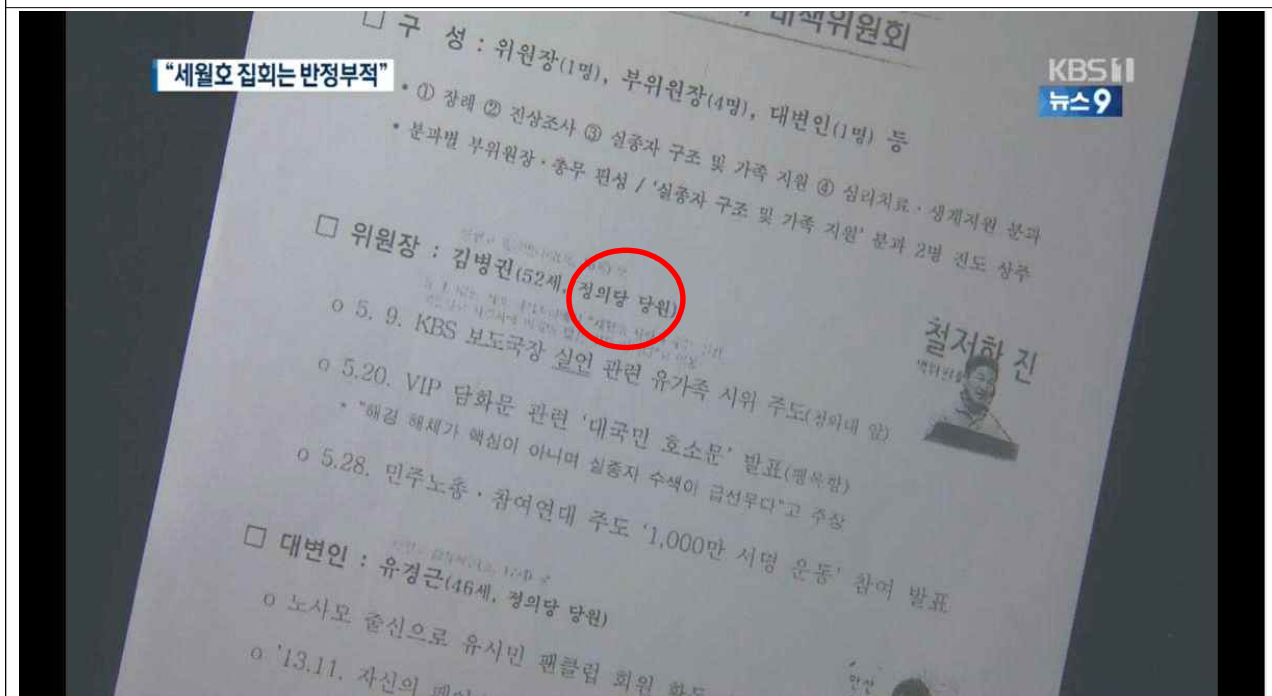 대책위원회
□ 구 성 : 위원장(1명), 부위원장(4명), 대변인(1명) 등
KBS 1
뉴스 9
"세월호 집회는 반정부적"
* ① 장례 ② 진상조사 ③ 실종자 구조 및 가족 지원 ④ 심리치료·생계지원 분과
* 분과별 부위원장·총무 편성 / '실종자 구조 및 가족 지원' 분과 2명 진도 상주
□ 위원장 : 김병권(52세, 정의당 당원)
o 5. 9. KBS 보도국장 실언 관련 유가족 시위 주도(청와대 앞)
철저한 진
o 5.20. VIP 담화문 관련 '대국민 호소문' 발표(팽목항)
* "해경 해체가 핵심이 아니며 실종자 수색이 급선무다"고 주장
o 5.28. 민주노총·참여연대 주도 '1,000만 서명 운동' 참여 발표
□ 대변인 : 유경근(46세, 정의당 당원)
o 노사모 출신으로 유시민 팬클럽 회원
o '13.11. 자신의
안산